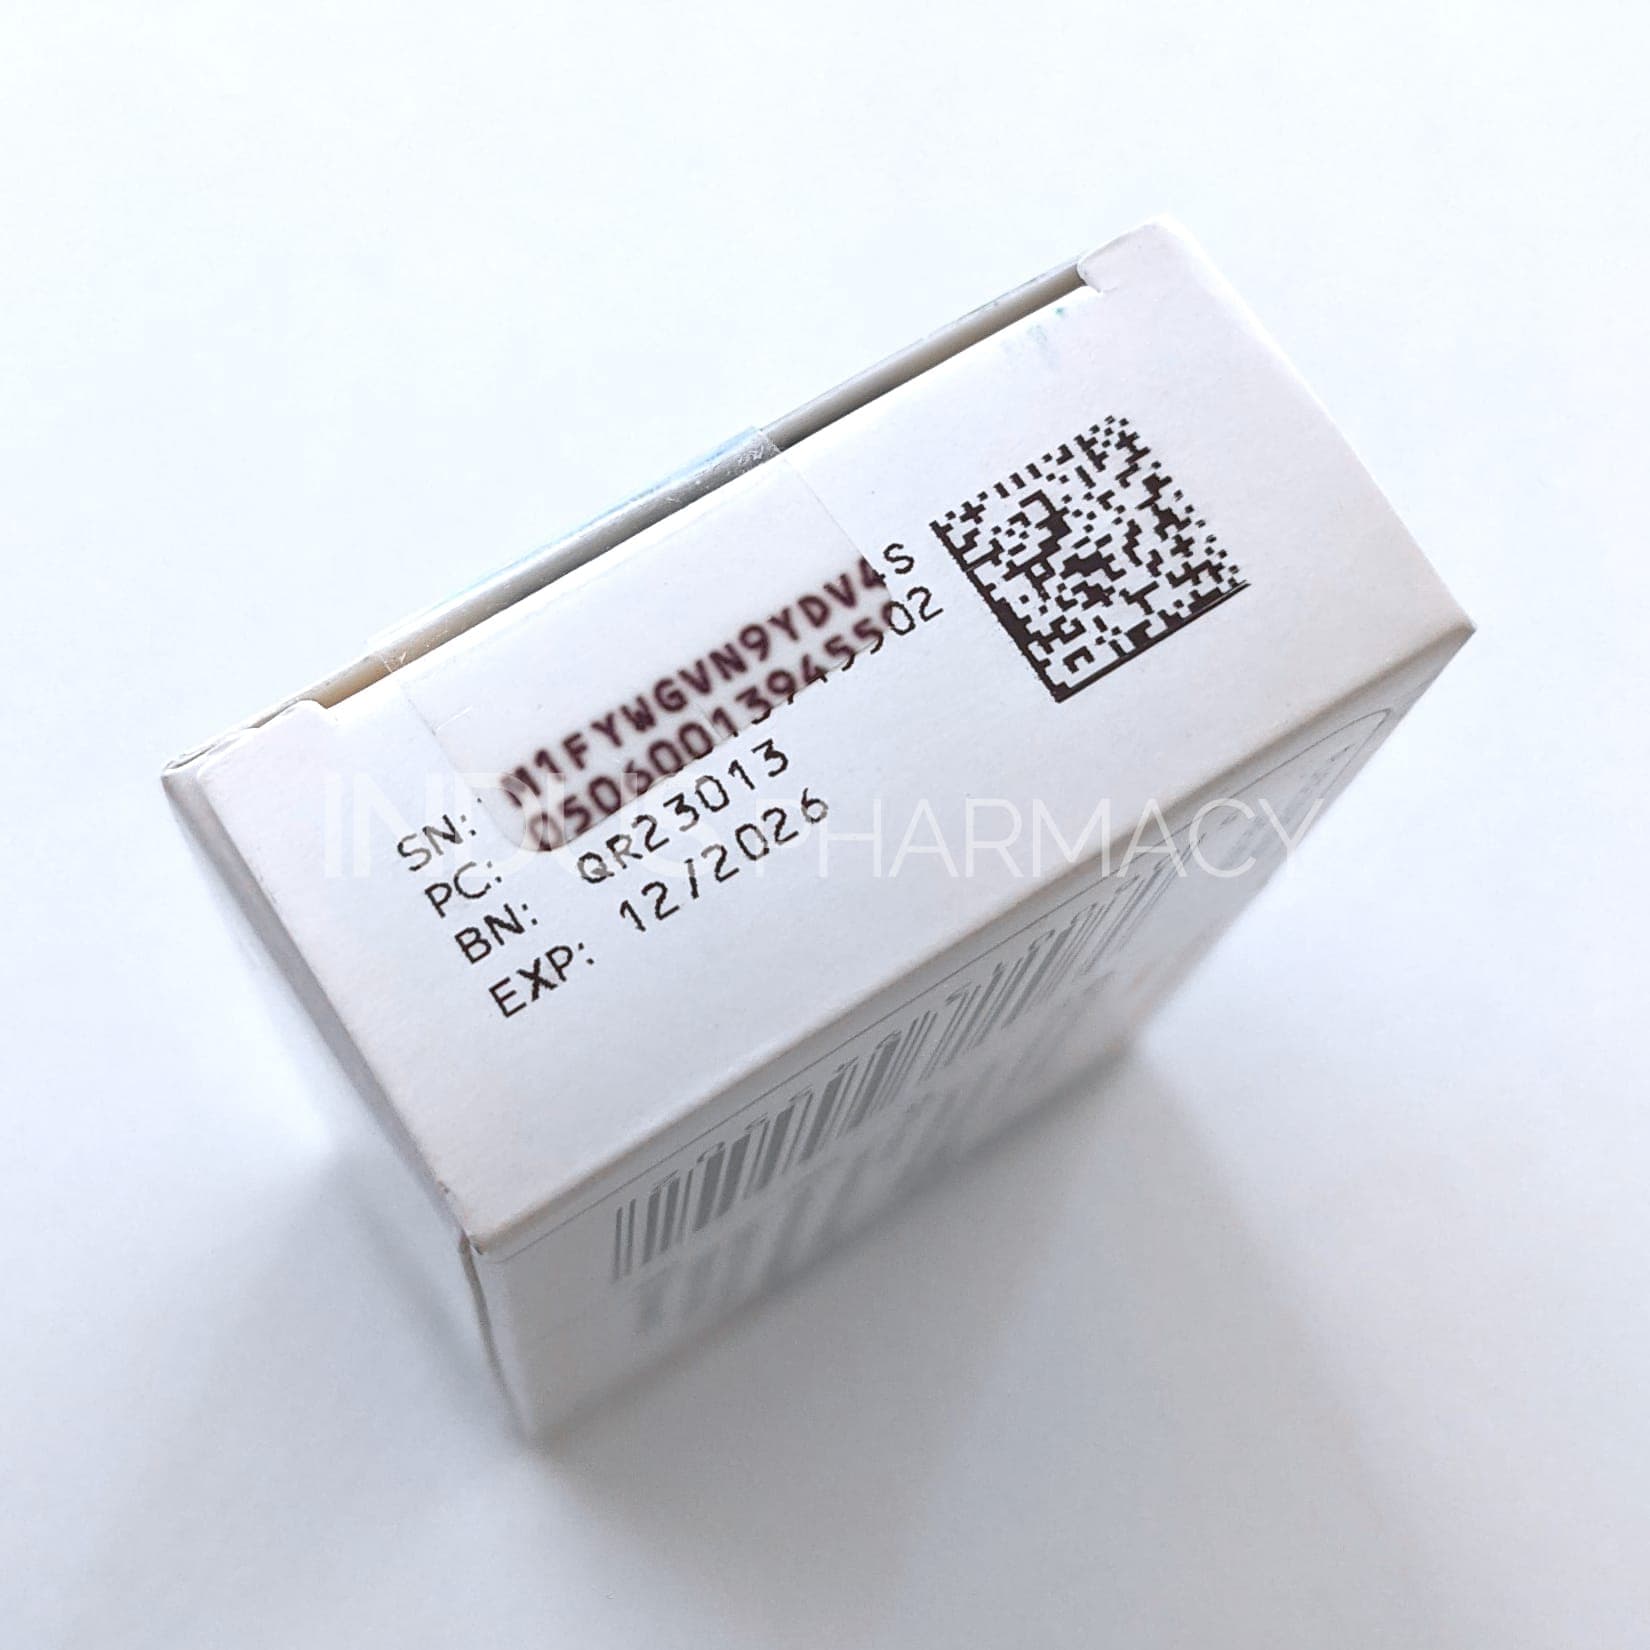 SN: M1FYWGVN9YDV4S
PC: 05060013945502
BN: QR23013
EXP: 12/2026
INDUS PHARMACY